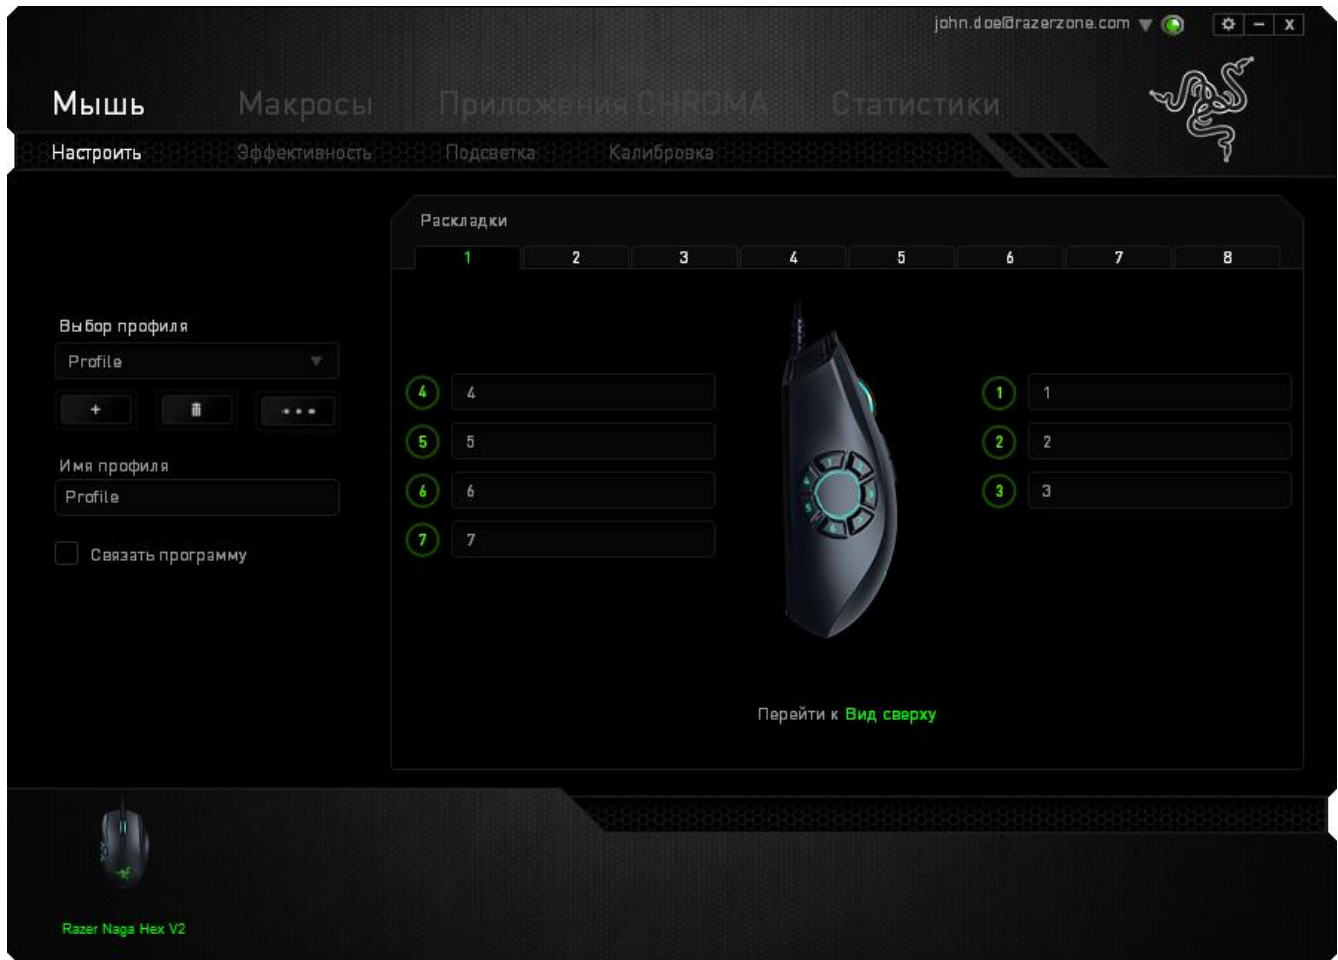 john.doe@razerzone.com
Мышь Макросы Приложения CHROMA Статистики
Настроить Эффективность Подсветка Калибровка
Раскладки
1 2 3 4 5 6 7 8
Выбор профиля
Profile
Имя профиля
Profile
Связать программу
4 4
5 5
6 6
7 7
1 1
2 2
3 3
Перейти к Вид сверху
Razer Naga Hex V2